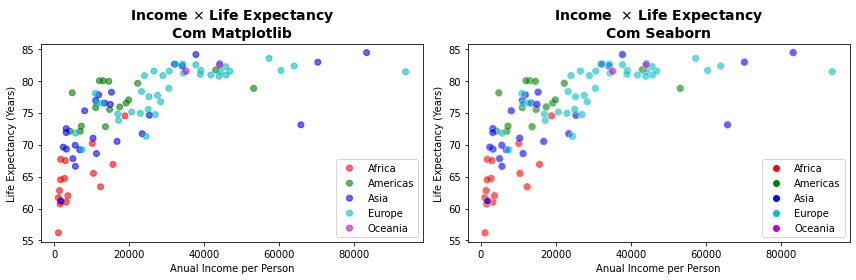 Income × Life Expectancy
Com Matplotlib
85
80
75
70
65
60
55
Life Expectancy (Years)
0
20000
40000
60000
80000
Anual Income per Person
Africa
Americas
Asia
Europe
Oceania
Income × Life Expectancy
Com Seaborn
85
80
75
70
65
60
55
Life Expectancy (Years)
0
20000
40000
60000
80000
Anual Income per Person
Africa
Americas
Asia
Europe
Oceania